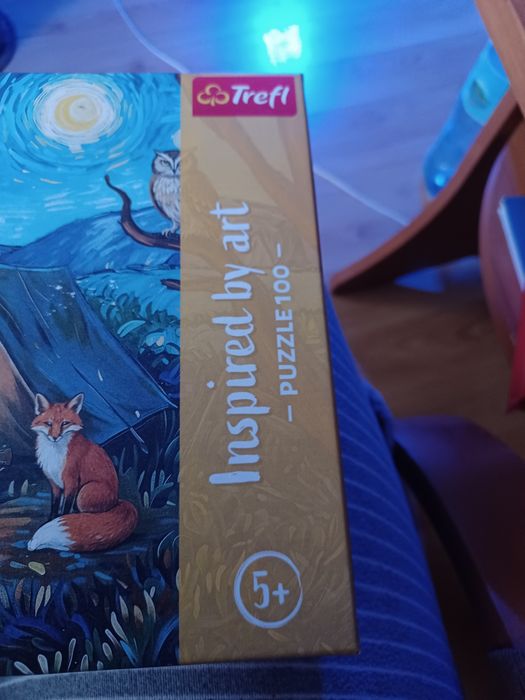 Trefl
Inspired by art
– PUZZLE 100 –
5+